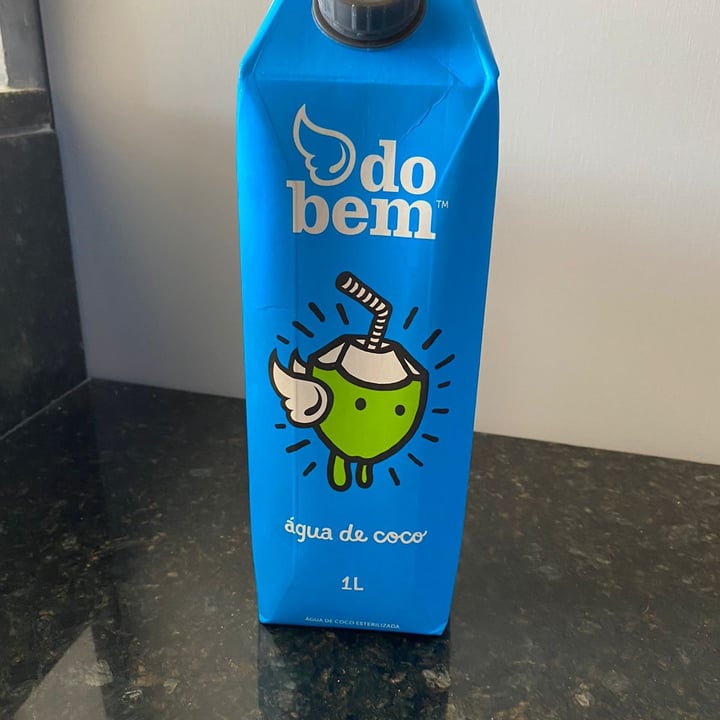 do
bem™
água de coco
1L
ÁGUA DE COCO ESTERILIZADA